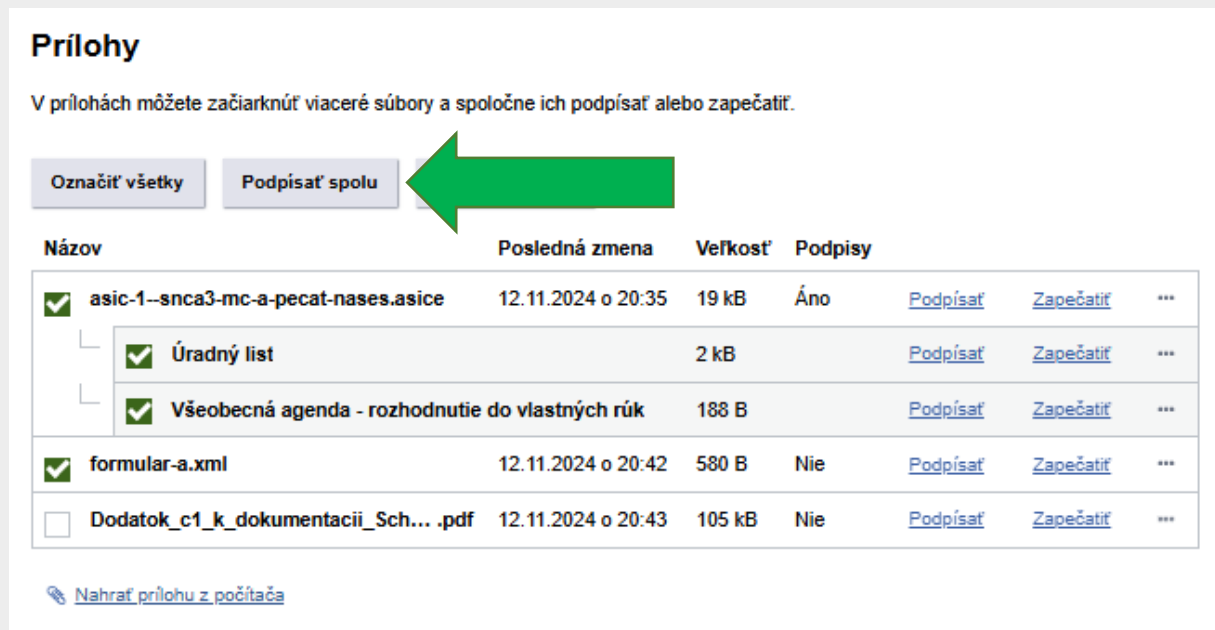 Prílohy
V prílohách môžete začiarknúť viaceré súbory a spoločne ich podpísať alebo zapečatiť.
Označiť všetky Podpísať spolu
Názov Posledná zmena Veľkosť Podpisy
asic-1--snca3-mc-a-pecat-nases.asice 12.11.2024 o 20:35 19 kB Áno Podpísať Zapečatiť ...
Úradný list 2 kB Podpísať Zapečatiť ...
Všeobecná agenda - rozhodnutie do vlastných rúk 188 B Podpísať Zapečatiť ...
formular-a.xml 12.11.2024 o 20:42 580 B Nie Podpísať Zapečatiť ...
Dodatok_c1_k_dokumentacii_Sch... .pdf 12.11.2024 o 20:43 105 kB Nie Podpísať Zapečatiť ...
Nahrať prílohu z počítača